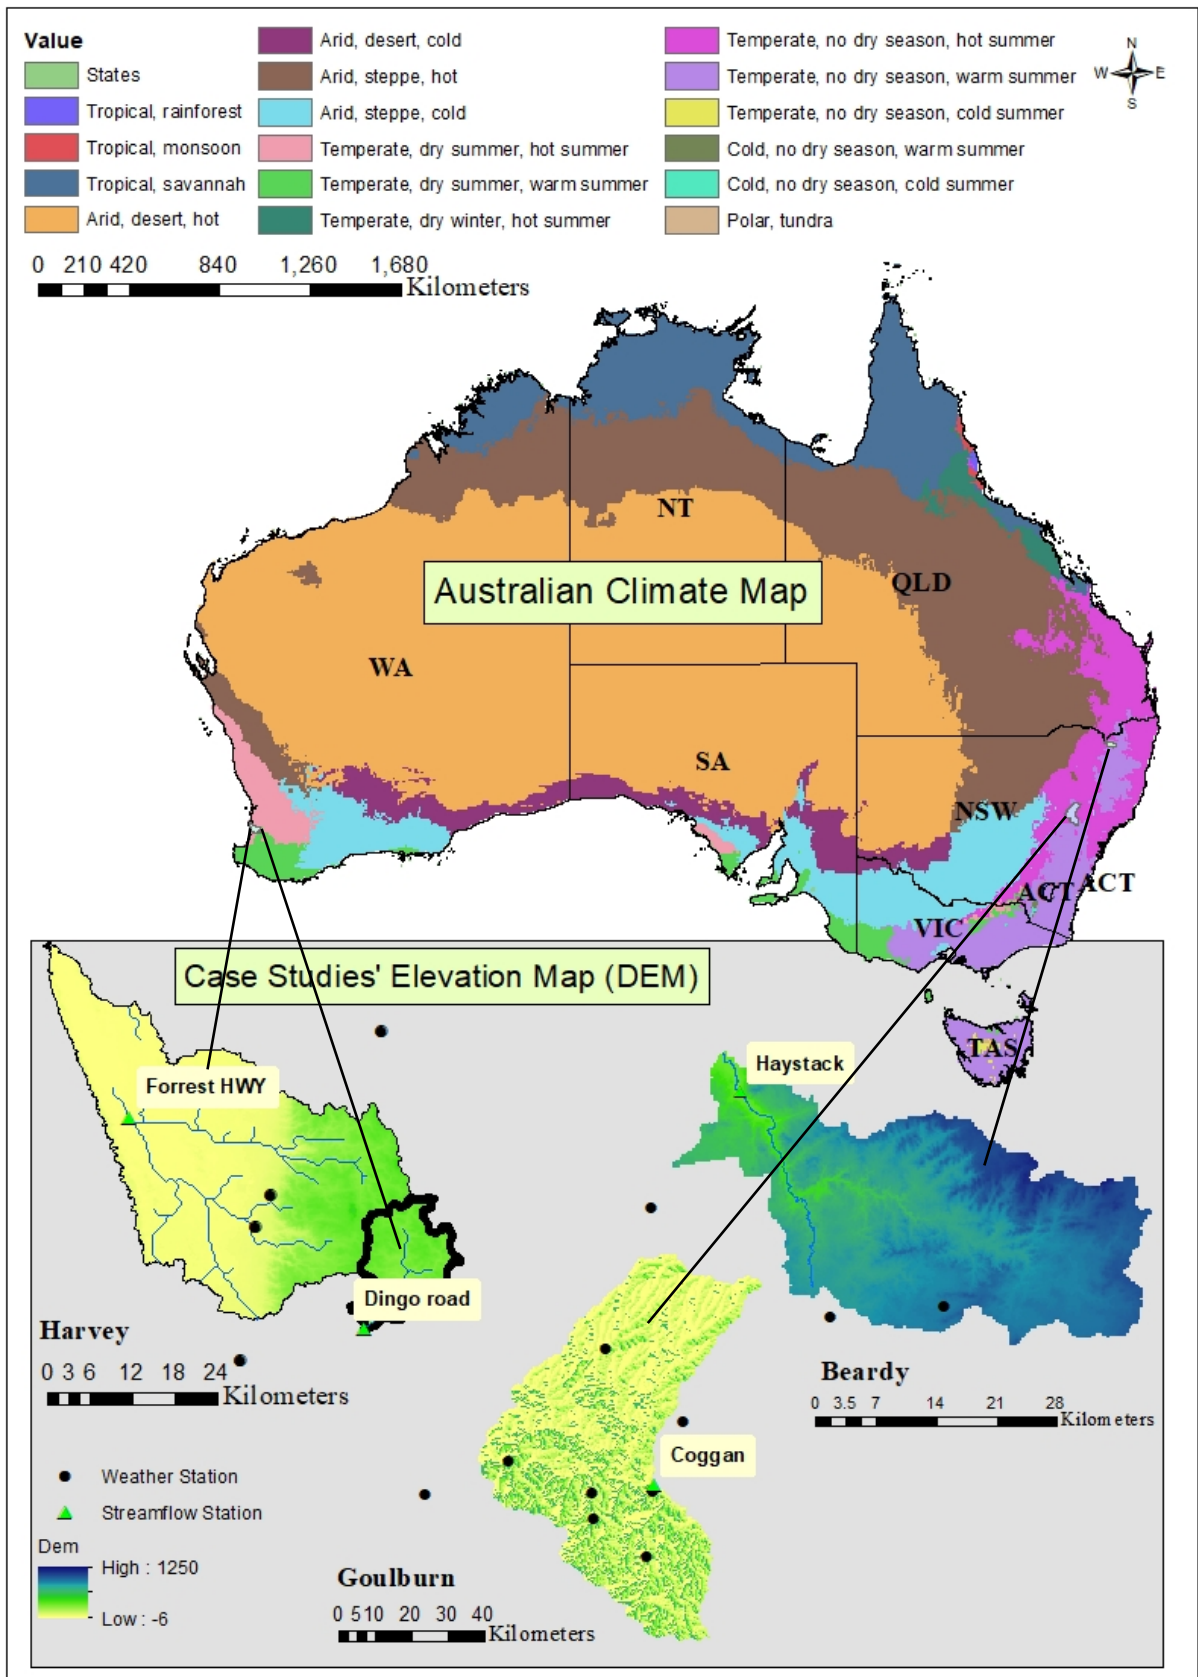 Value
States
Tropical, rainforest
Tropical, monsoon
Tropical, savannah
Arid, desert, hot
Arid, desert, cold
Arid, steppe, hot
Arid, steppe, cold
Temperate, dry summer, hot summer
Temperate, dry summer, warm summer
Temperate, dry winter, hot summer
Temperate, no dry season, hot summer
Temperate, no dry season, warm summer
Temperate, no dry season, cold summer
Cold, no dry season, warm summer
Cold, no dry season, cold summer
Polar, tundra
N
W E
S
0 210 420 840 1,260 1,680
Kilometers
NT
QLD
Australian Climate Map
WA
SA
NSW
ACT ACT
VIC
TAS
Case Studies' Elevation Map (DEM)
Haystack
Forrest HWY
Dingo road
Harvey
0 3 6 12 18 24
Kilometers
Beardy
0 3.5 7 14 21 28
Kilometers
Coggan
Weather Station
Streamflow Station
Dem
High : 1250
Low : -6
Goulburn
0 510 20 30 40
Kilometers